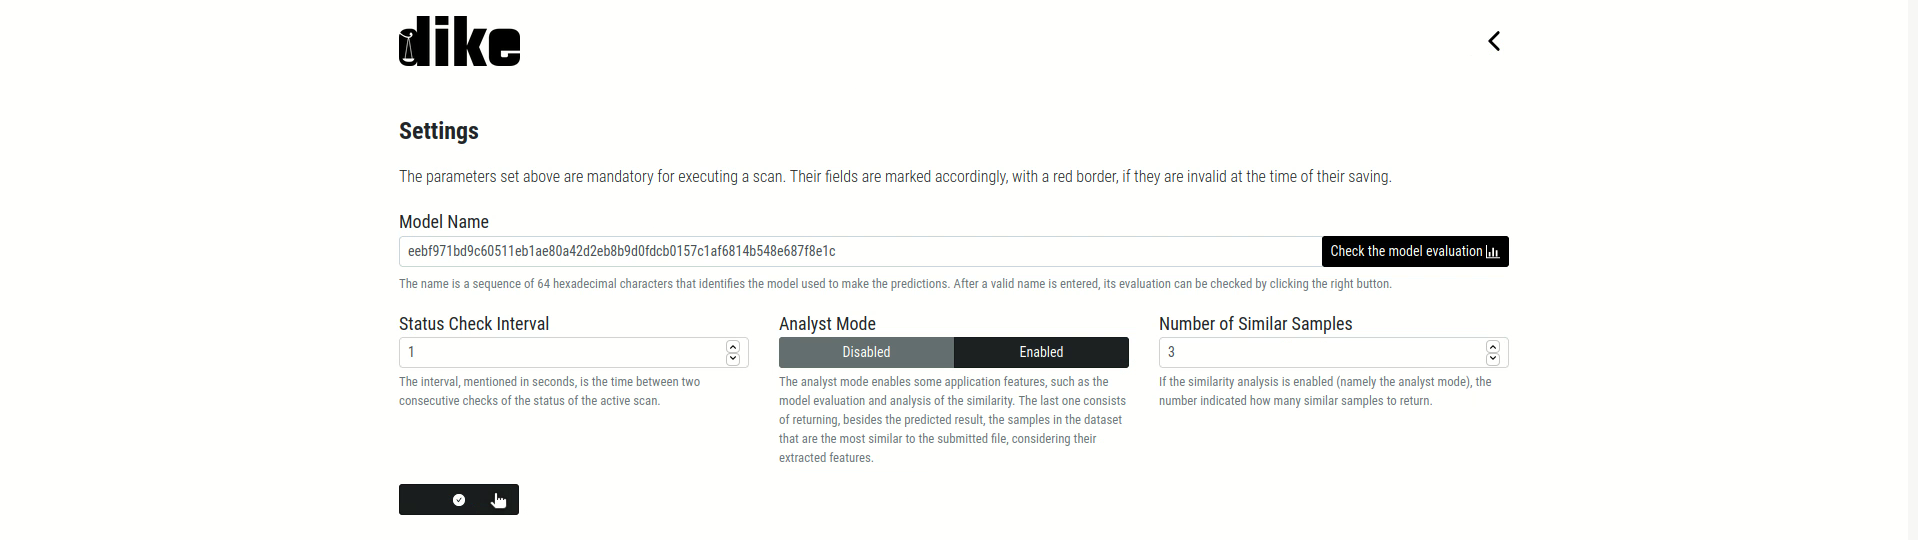 dike
Settings
The parameters set above are mandatory for executing a scan. Their fields are marked accordingly, with a red border, if they are invalid at the time of their saving.
Model Name
eebf971bd9c60511eb1ae80a42d2eb8b9d0fdcb0157c1af6814b548e687f8e1c
Check the model evaluation
The name is a sequence of 64 hexadecimal characters that identifies the model used to make the predictions. After a valid name is entered, its evaluation can be checked by clicking the right button.
Status Check Interval
1
The interval, mentioned in seconds, is the time between two
consecutive checks of the status of the active scan.
Analyst Mode
Disabled
Enabled
The analyst mode enables some application features, such as the
model evaluation and analysis of the similarity. The last one consists
of returning, besides the predicted result, the samples in the dataset
that are the most similar to the submitted file, considering their
extracted features.
Number of Similar Samples
3
If the similarity analysis is enabled (namely the analyst mode), the
number indicated how many similar samples to return.